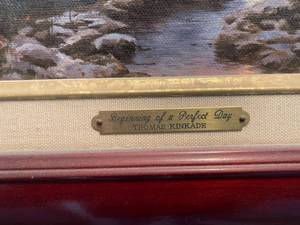 Beginning of a Perfect Day
THOMAS KINKADE